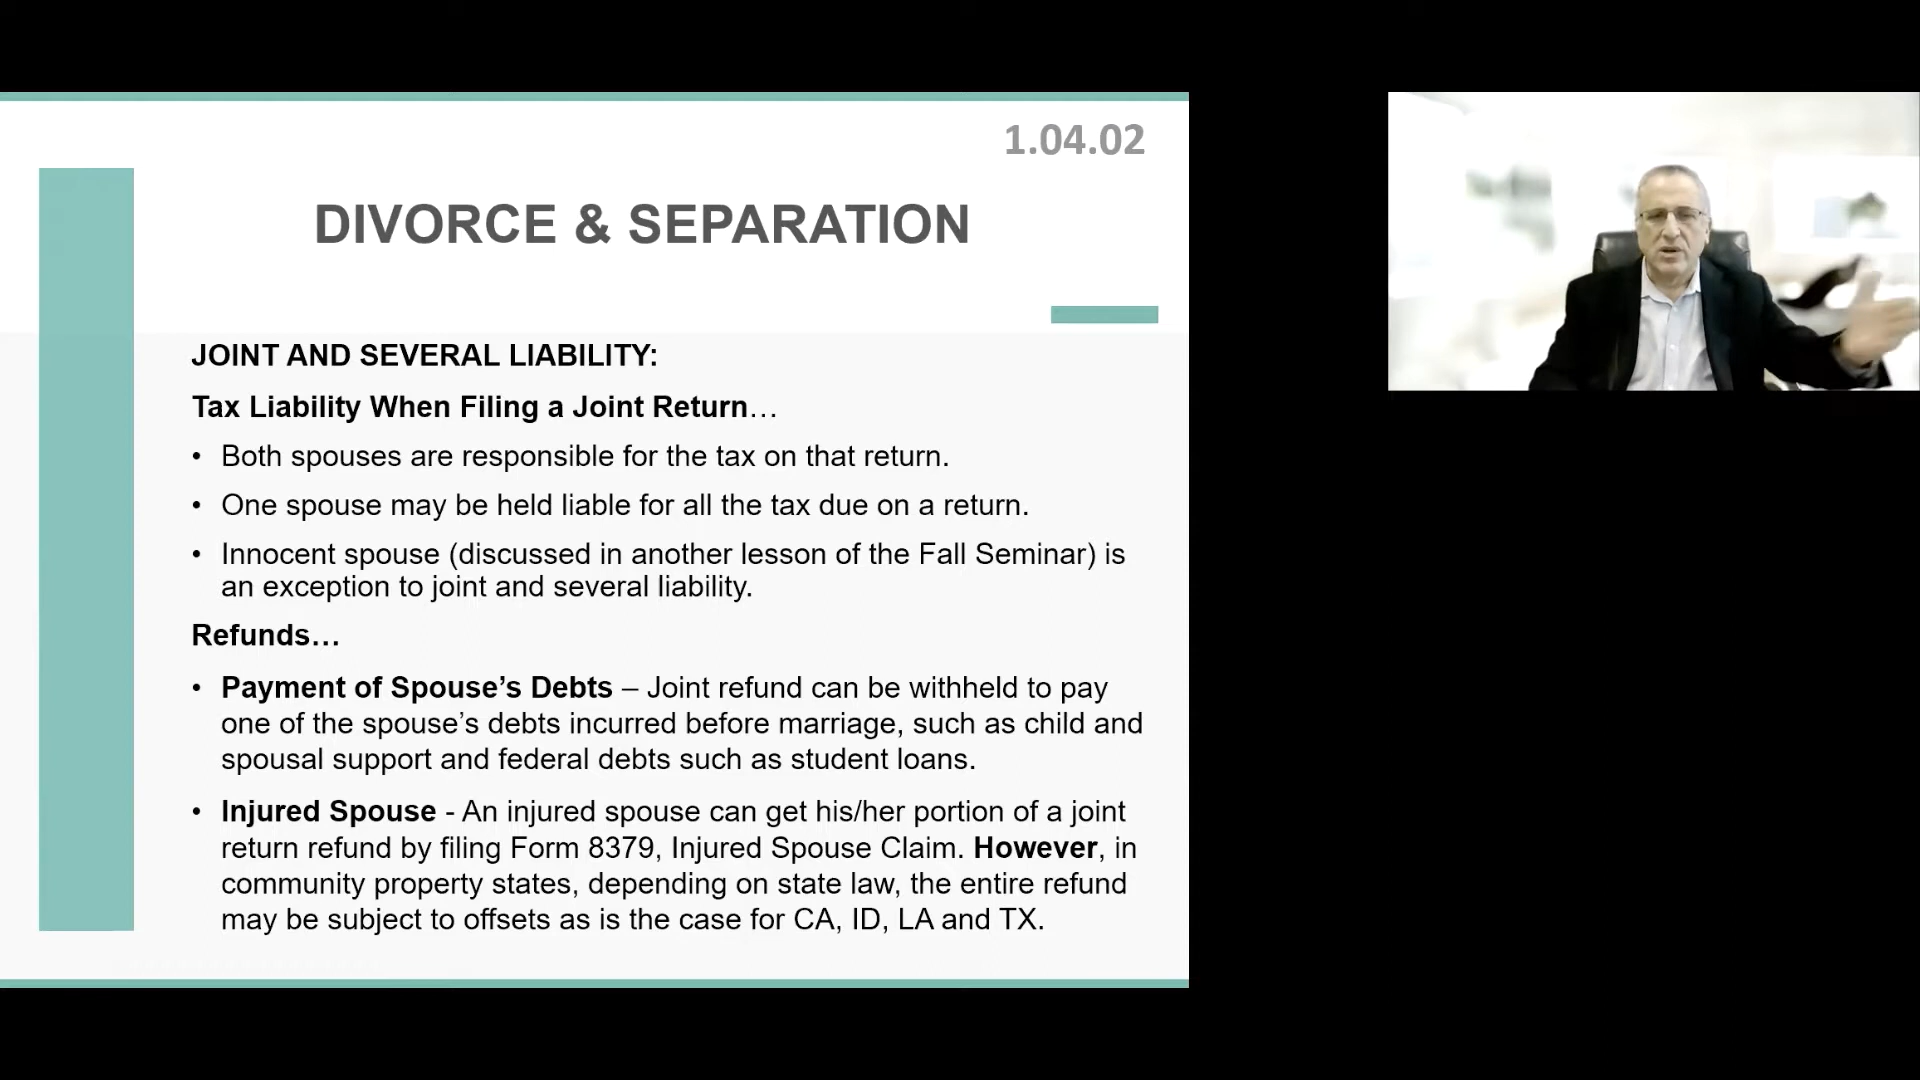 1.04.02
DIVORCE & SEPARATION
JOINT AND SEVERAL LIABILITY:
Tax Liability When Filing a Joint Return…
• Both spouses are responsible for the tax on that return.
• One spouse may be held liable for all the tax due on a return.
• Innocent spouse (discussed in another lesson of the Fall Seminar) is
an exception to joint and several liability.
Refunds…
• Payment of Spouse’s Debts – Joint refund can be withheld to pay
one of the spouse’s debts incurred before marriage, such as child and
spousal support and federal debts such as student loans.
• Injured Spouse - An injured spouse can get his/her portion of a joint
return refund by filing Form 8379, Injured Spouse Claim. However, in
community property states, depending on state law, the entire refund
may be subject to offsets as is the case for CA, ID, LA and TX.